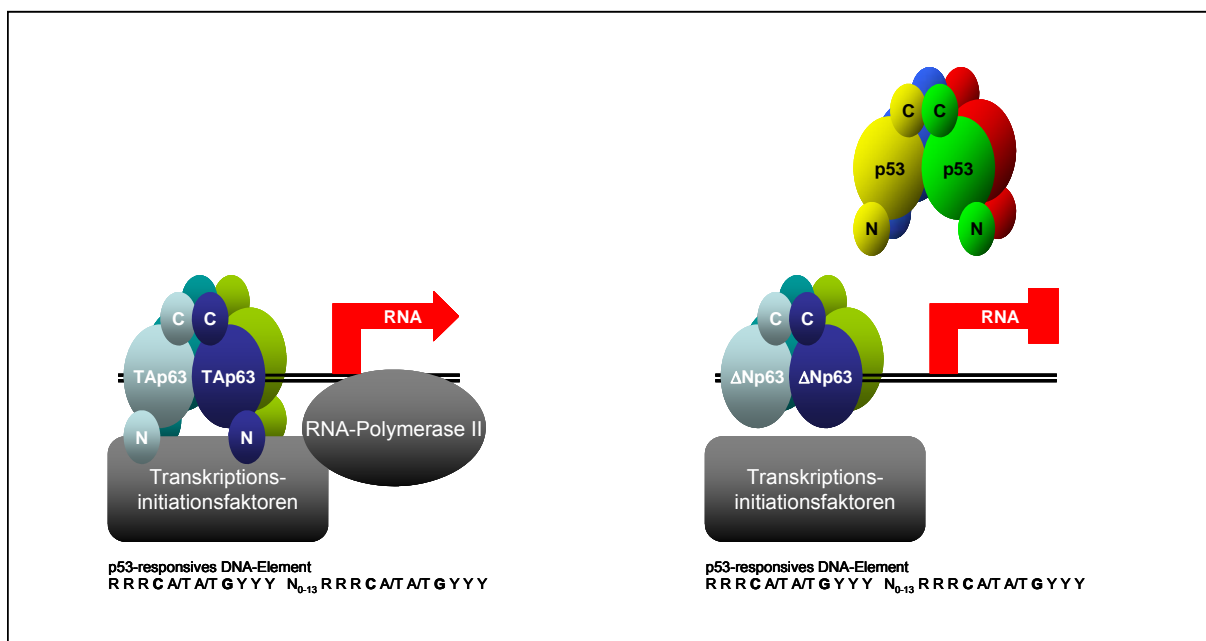 C C
TAp63 TAp63
N N
RNA
RNA-Polymerase II
Transkriptions-
initiationsfaktoren
p53-responsives DNA-Element
R R R C A/T A/T G Y Y Y N0-13 R R R C A/T A/T G Y Y Y
C C
p53 p53
N N
C C
ΔNp63 ΔNp63
RNA
Transkriptions-
initiationsfaktoren
p53-responsives DNA-Element
R R R C A/T A/T G Y Y Y N0-13 R R R C A/T A/T G Y Y Y